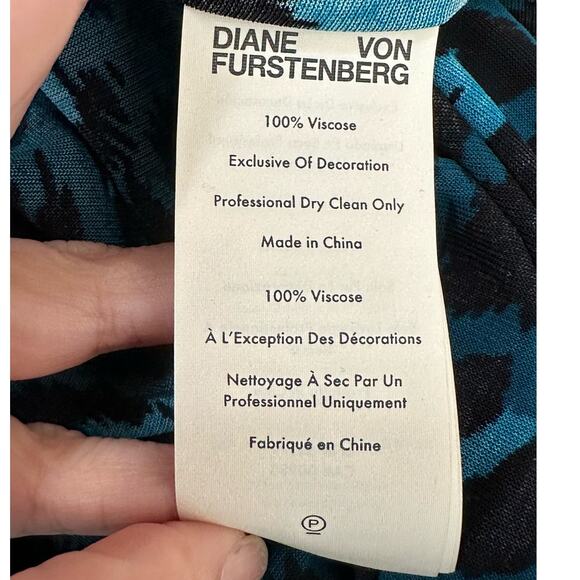 DIANE VON
FURSTENBERG
100% Viscose
Exclusive Of Decoration
Professional Dry Clean Only
Made in China
100% Viscose
À L'Exception Des Décorations
Nettoyage À Sec Par Un
Professionnel Uniquement
Fabriqué en Chine
P